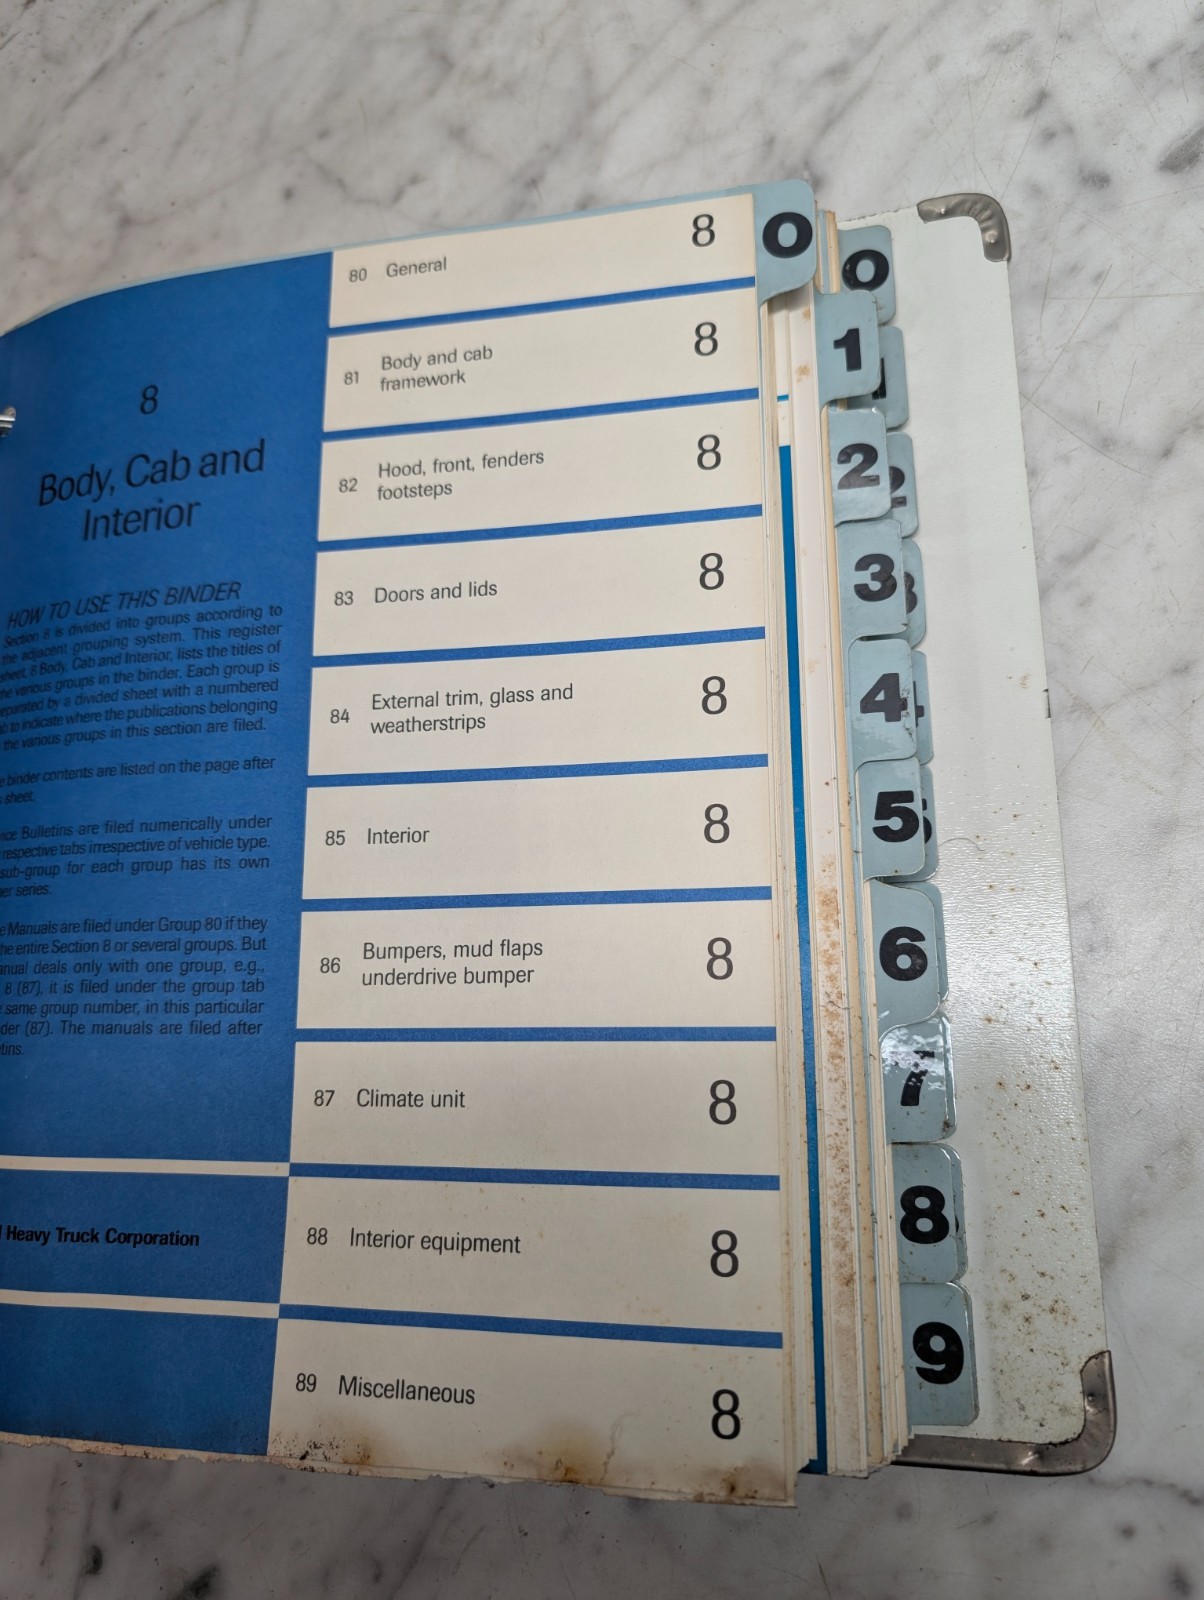 8
Body, Cab and
Interior
HOW TO USE THIS BINDER
Section 8 is divided into groups according to
the adjacent grouping system. This register
sheet, 8 Body, Cab and Interior, lists the titles of
the various groups in the binder. Each group is
separated by a divided sheet with a numbered
to indicate where the publications belonging
the various groups in this section are filed.
binder contents are listed on the page after
sheet.
Bulletins are filed numerically under
respective tabs irrespective of vehicle type.
sub-group for each group has its own
series.
Manuals are filed under Group 80 if they
the entire Section 8 or several groups. But
deals only with one group, e.g.,
8 (87), it is filed under the group tab
same group number, in this particular
(87). The manuals are filed after
Heavy Truck Corporation
80 General 8
81 Body and cab
framework 8
82 Hood, front, fenders
footsteps 8
83 Doors and lids 8
84 External trim, glass and
weatherstrips 8
85 Interior 8
86 Bumpers, mud flaps
underdrive bumper 8
87 Climate unit 8
88 Interior equipment 8
89 Miscellaneous 8
0
0
1
1
2
2
3
3
4
4
5
5
6
7
8
9